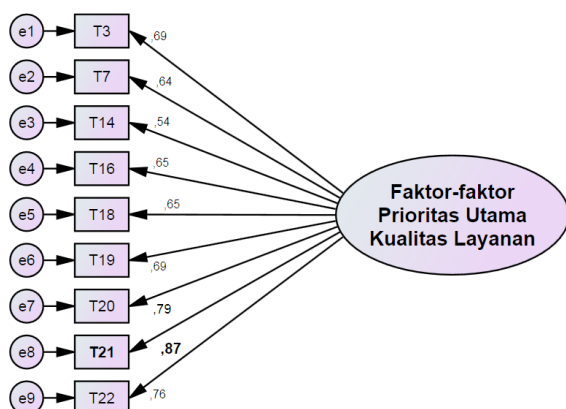 e1 T3 ,69
e2 T7 ,64
e3 T14 ,54
e4 T16 ,65
e5 T18 ,65
e6 T19 ,69
e7 T20 ,79
e8 T21 ,87
e9 T22 ,76
Faktor-faktor
Prioritas Utama
Kualitas Layanan